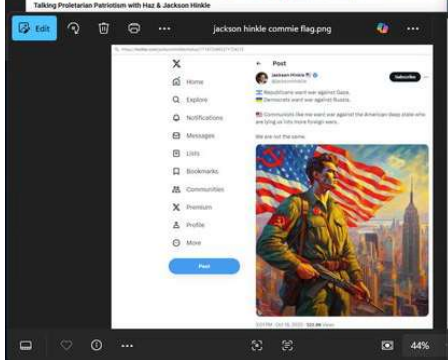 Talking Proletarian Patriotism with Haz & Jackson Hinkle
Edit
jackson hinkle commie flag.png
X
Home
Explore
Notifications
Messages
Lists
Bookmarks
Communities
Premium
Profile
More
Post
Post
Jackson Hinkle
Subscribe
Republicans want war against Gaza.
Democrats want war against Russia.
Communists like me want war against the American deep state who
are lying us into more foreign wars.
We are not the same.
44%